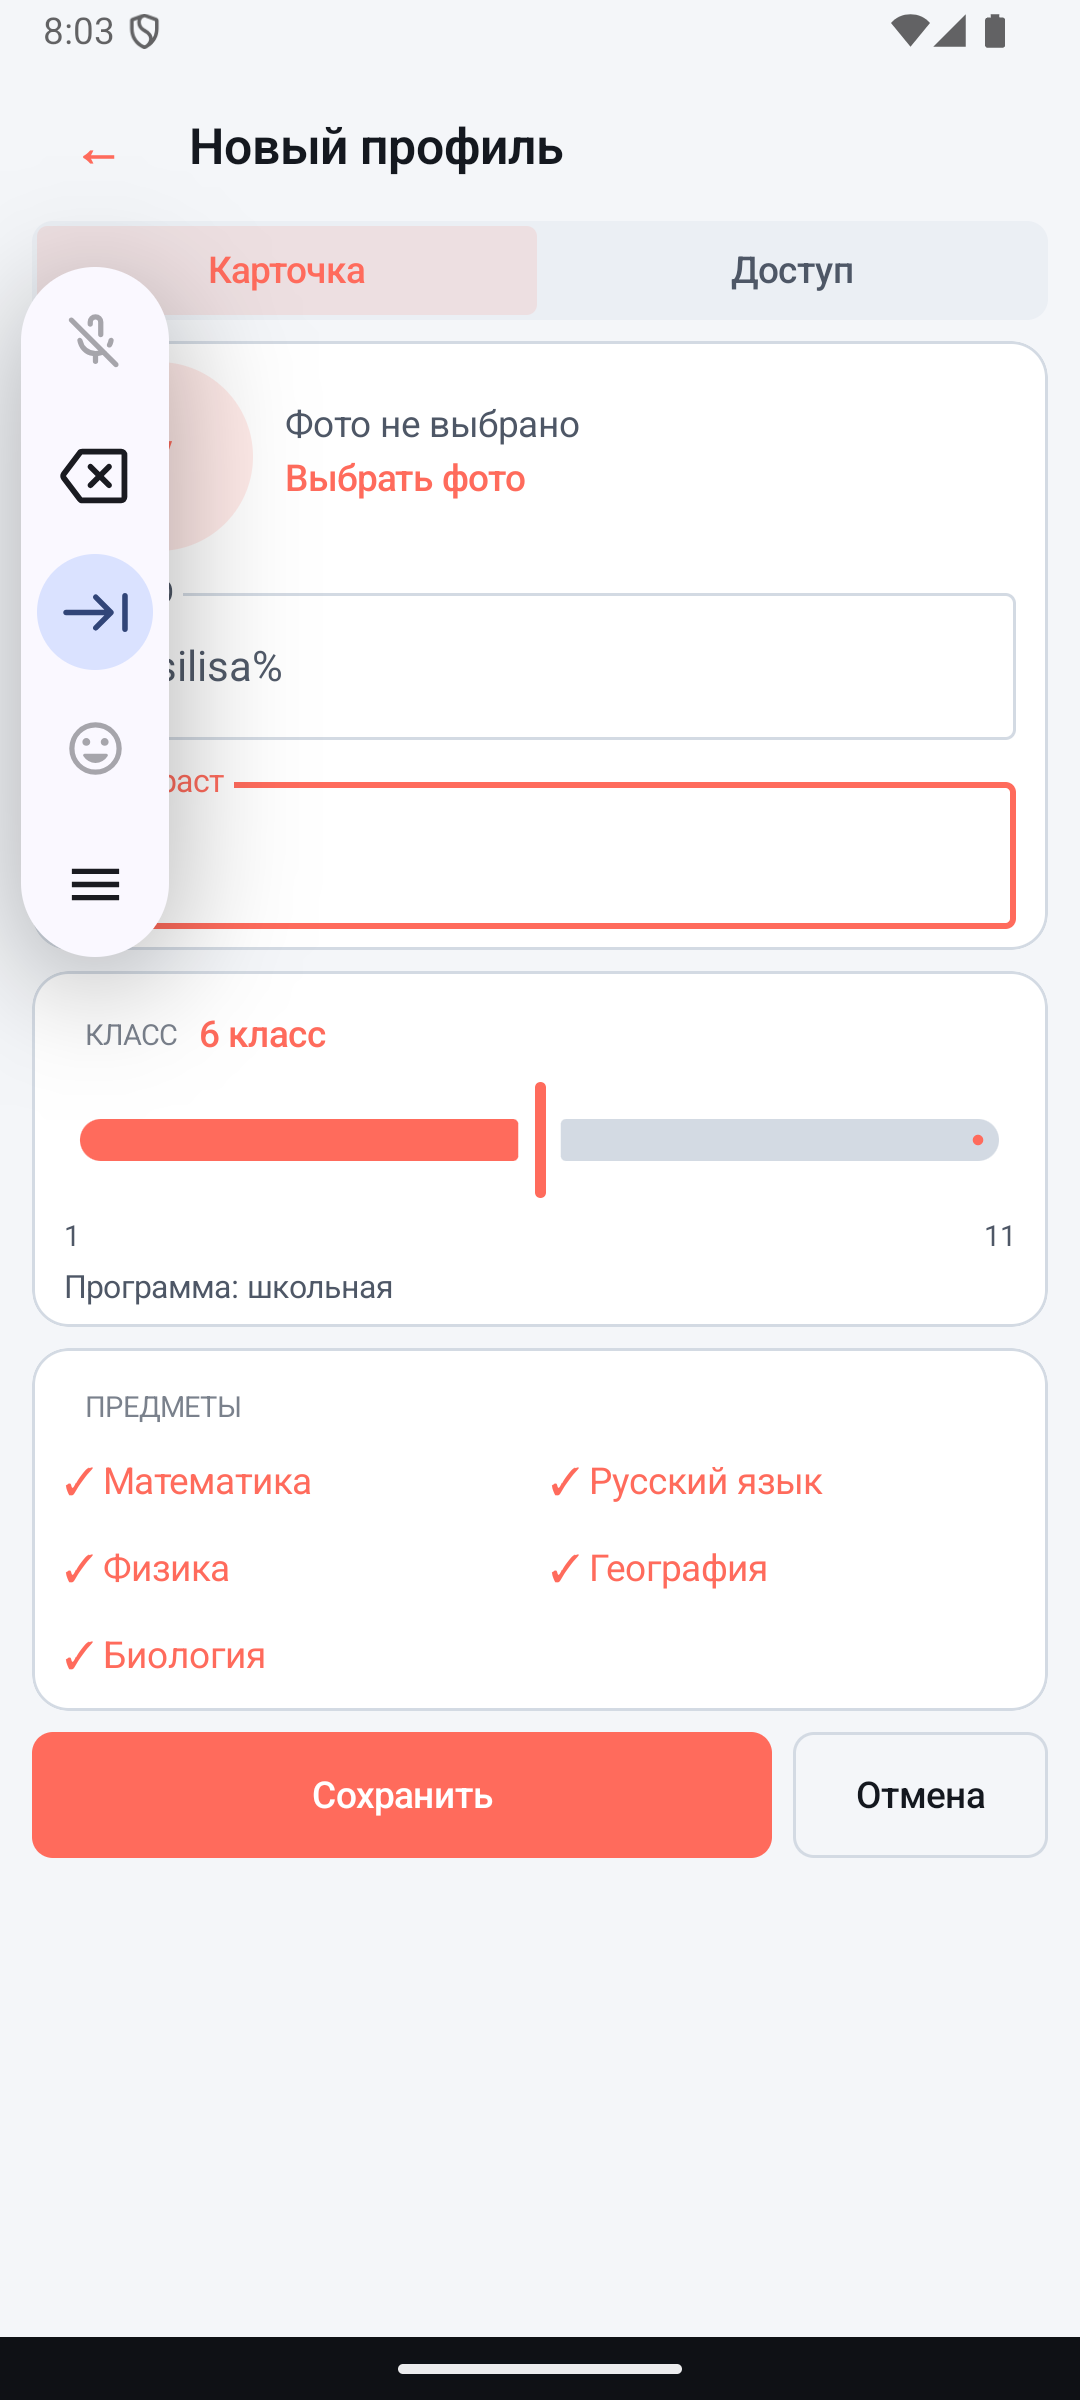 8:03
← Новый профиль
Карточка
Доступ
Фото не выбрано
Выбрать фото
silisa%
раст
КЛАСС 6 класс
1
11
Программа: школьная
ПРЕДМЕТЫ
✓ Математика
✓ Русский язык
✓ Физика
✓ География
✓ Биология
Сохранить
Отмена